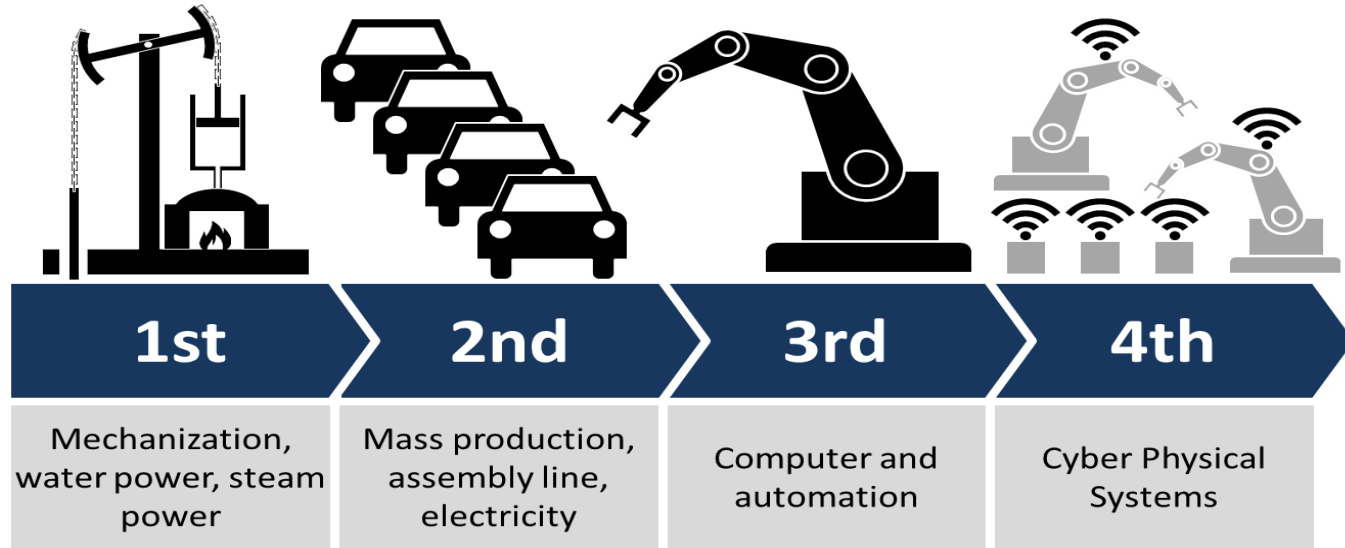 1st
2nd
3rd
4th
Mechanization,
water power, steam
power
Mass production,
assembly line,
electricity
Computer and
automation
Cyber Physical
Systems